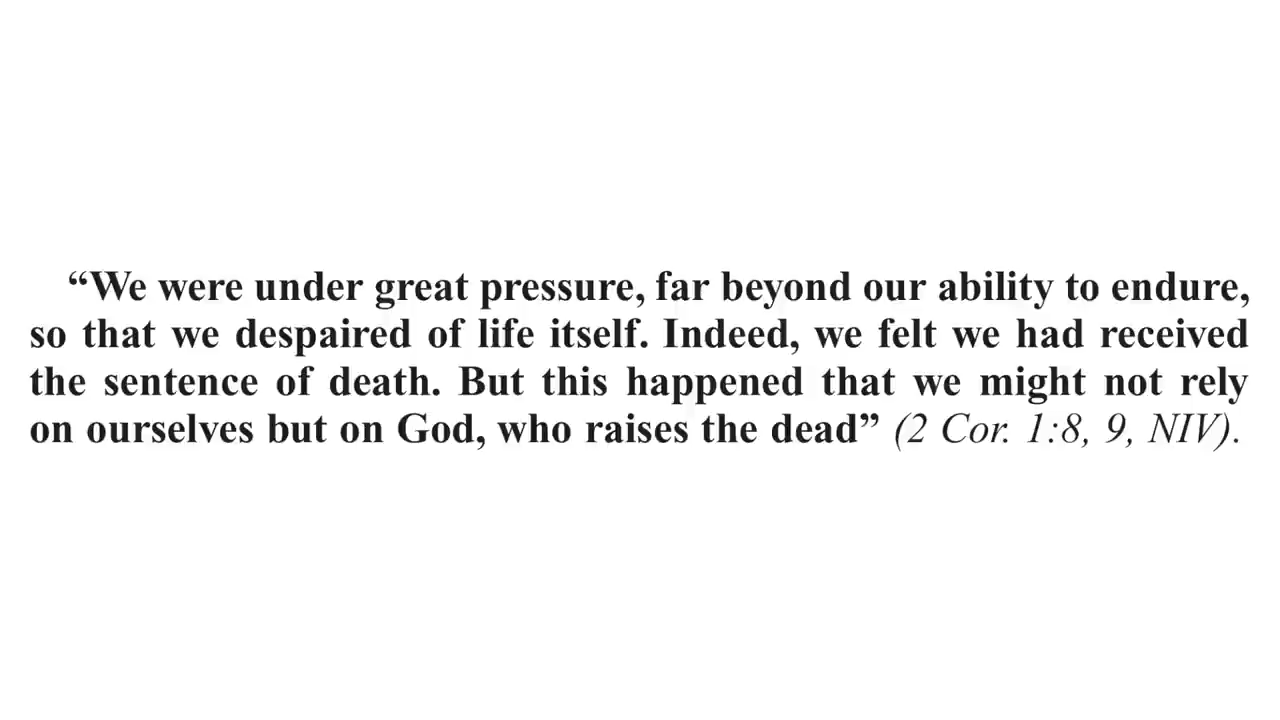 “We were under great pressure, far beyond our ability to endure,
so that we despaired of life itself. Indeed, we felt we had received
the sentence of death. But this happened that we might not rely
on ourselves but on God, who raises the dead” (2 Cor. 1:8, 9, NIV).